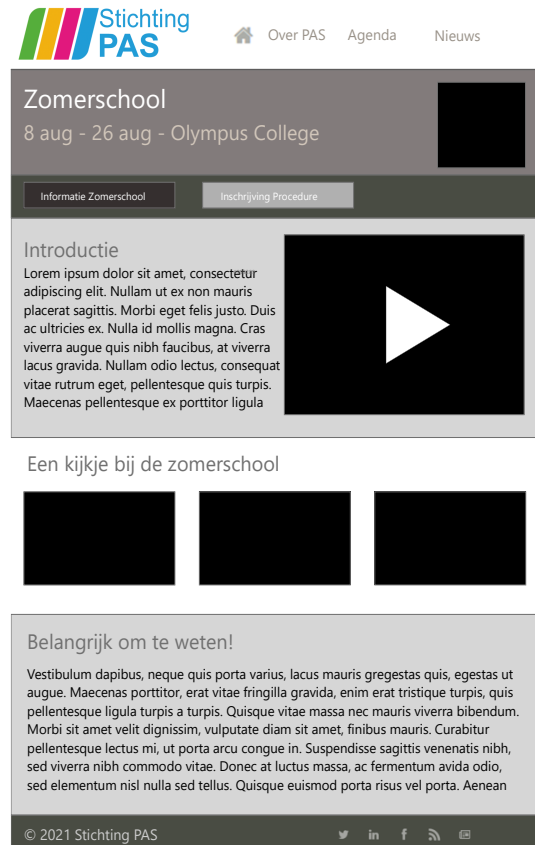 Stichting
PAS
Over PAS Agenda Nieuws
Zomerschool
8 aug - 26 aug - Olympus College
Informatie Zomerschool Inschrijving Procedure
Introductie
Lorem ipsum dolor sit amet, consectetur
adipiscing elit. Nullam ut ex non mauris
placerat sagittis. Morbi eget felis justo. Duis
ac ultricies ex. Nulla id mollis magna. Cras
viverra augue quis nibh faucibus, at viverra
lacus gravida. Nullam odio lectus, consequat
vitae rutrum eget, pellentesque quis turpis.
Maecenas pellentesque ex porttitor ligula
Een kijkje bij de zomerschool
Belangrijk om te weten!
Vestibulum dapibus, neque quis porta varius, lacus mauris gregestas quis, egestas ut
augue. Maecenas porttitor, erat vitae fringilla gravida, enim erat tristique turpis, quis
pellentesque ligula turpis a turpis. Quisque vitae massa nec mauris viverra bibendum.
Morbi sit amet velit dignissim, vulputate diam sit amet, finibus mauris. Curabitur
pellentesque lectus mi, ut porta arcu congue in. Suspendisse sagittis venenatis nibh,
sed viverra nibh commodo vitae. Donec at luctus massa, ac fermentum avida odio,
sed elementum nisl nulla sed tellus. Quisque euismod porta risus vel porta. Aenean
© 2021 Stichting PAS